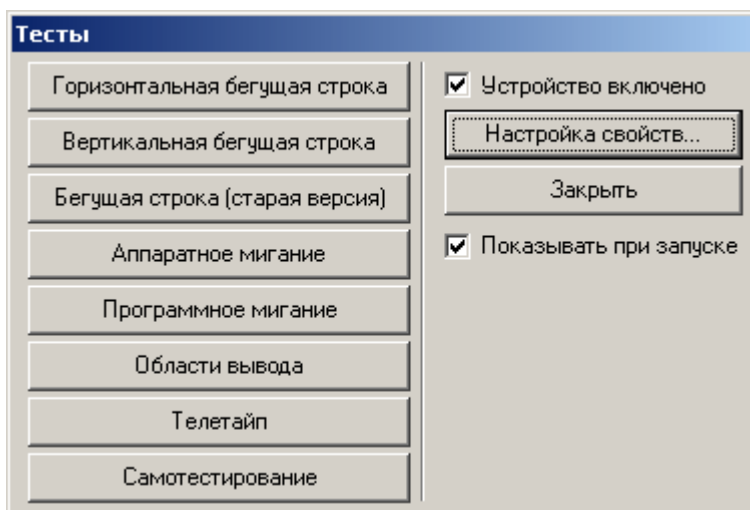 Тесты
Горизонтальная бегущая строка
Вертикальная бегущая строка
Бегущая строка (старая версия)
Аппаратное мигание
Программное мигание
Области вывода
Телетайп
Самотестирование
Устройство включено
Настройка свойств...
Закрыть
Показывать при запуске